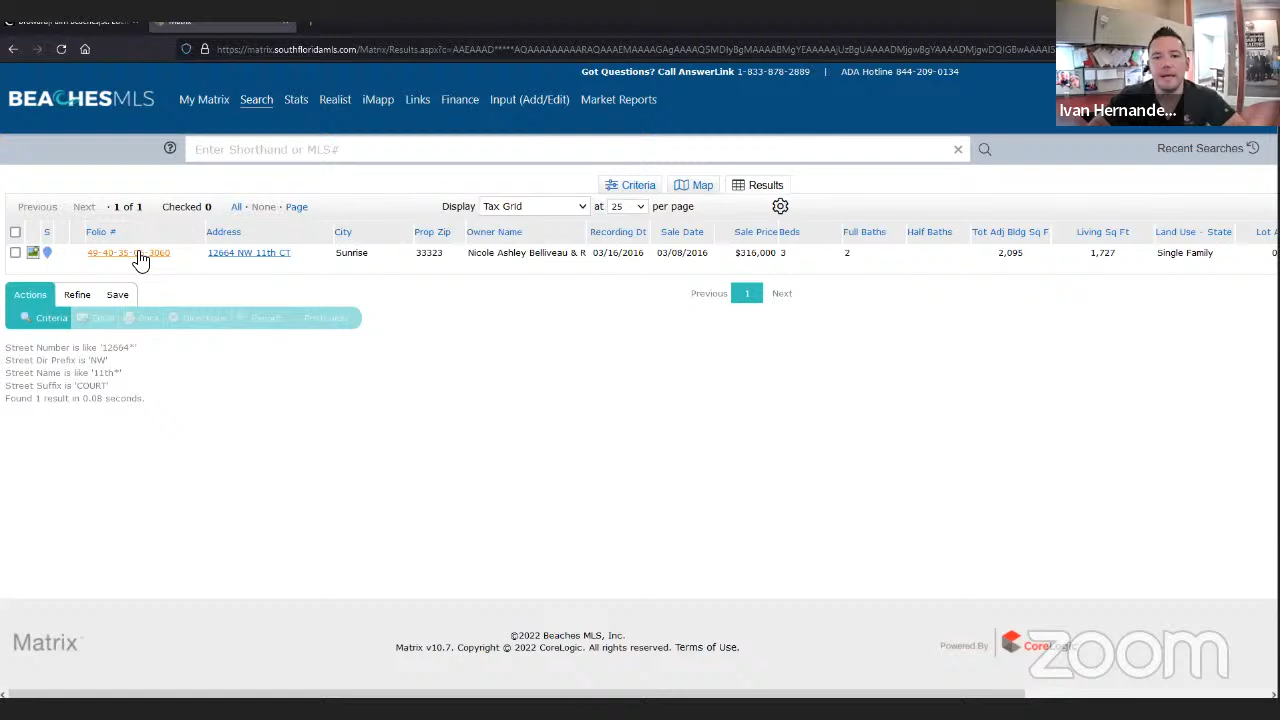 Matrix
https://matrix.southfloridamls.com/Matrix/Results.aspx?c=
Got Questions? Call AnswerLink 1-833-878-2889 | ADA Hotline 844-209-0134
BEACHESMLS
My Matrix Search Stats Realist iMapp Links Finance Input (Add/Edit) Market Reports
Ivan Hernande...
Enter Shorthand or MLS#
Recent Searches
Criteria Map Results
Previous Next · 1 of 1 Checked 0 All · None · Page Display Tax Grid at 25 per page
S Folio # Address City Prop Zip Owner Name Recording Dt Sale Date Sale Price Beds Full Baths Half Baths Tot Adj Bldg Sq F Living Sq Ft Land Use - State Lot
12664 NW 11th CT Sunrise 33323 Nicole Ashley Belliveau & R 03/16/2016 03/08/2016 $316,000 3 2 2,095 1,727 Single Family
Actions Refine Save
Previous 1 Next
Criteria Email Print Directions
Street Number is like '12664*'
Street Dir Prefix is 'NW'
Street Name is like '11th*'
Street Suffix is 'COURT'
Found 1 result in 0.08 seconds.
Matrix
©2022 Beaches MLS, Inc.
Matrix v10.7. Copyright © 2022 CoreLogic. All rights reserved. Terms of Use.
Powered By
zoom